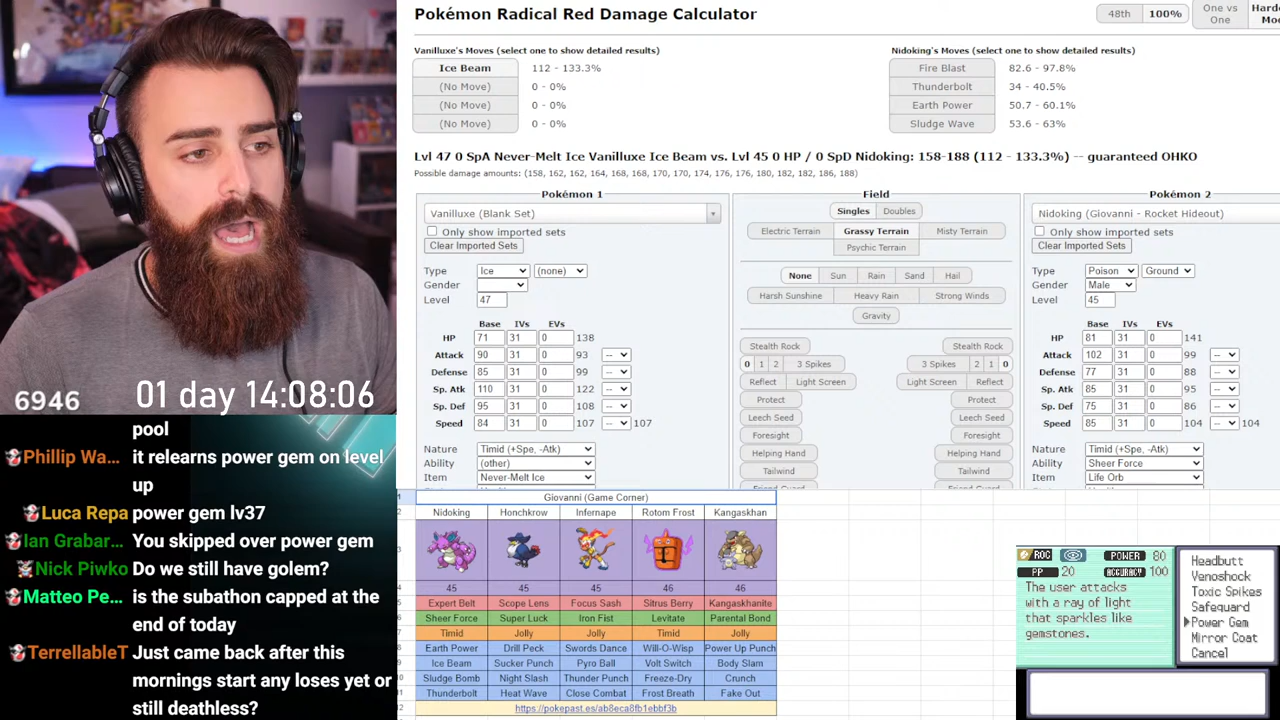 Pokémon Radical Red Damage Calculator
48th 100%
One vs One
Vanilluxe's Moves (select one to show detailed results)
Ice Beam 112 - 133.3%
(No Move) 0 - 0%
(No Move) 0 - 0%
(No Move) 0 - 0%
Nidoking's Moves (select one to show detailed results)
Fire Blast 82.6 - 97.8%
Thunderbolt 34 - 40.5%
Earth Power 50.7 - 60.1%
Sludge Wave 53.6 - 63%
Lvl 47 0 SpA Never-Melt Ice Vanilluxe Ice Beam vs. Lvl 45 0 HP / 0 SpD Nidoking: 158-188 (112 - 133.3%) -- guaranteed OHKO
Possible damage amounts: (158, 162, 162, 164, 168, 168, 170, 170, 174, 176, 176, 180, 182, 182, 186, 188)
Pokémon 1
Vanilluxe (Blank Set)
Only show imported sets
Clear Imported Sets
Type Ice (none)
Gender
Level 47
Base IVs EVs
HP 71 31 0 138
Attack 90 31 0 93 --
Defense 85 31 0 99 --
Sp. Atk 110 31 0 122 --
Sp. Def 95 31 0 108 --
Speed 84 31 0 107 -- 107
Nature Timid (+Spe, -Atk)
Ability (other)
Item Never-Melt Ice
Field
Singles Doubles
Electric Terrain Grassy Terrain Misty Terrain
Psychic Terrain
None Sun Rain Sand Hail
Harsh Sunshine Heavy Rain Strong Winds
Gravity
Stealth Rock Stealth Rock
0 1 2 3 Spikes 3 Spikes 2 1 0
Reflect Light Screen Light Screen Reflect
Protect Protect
Leech Seed Leech Seed
Foresight Foresight
Helping Hand Helping Hand
Tailwind Tailwind
Pokémon 2
Nidoking (Giovanni - Rocket Hideout)
Only show imported sets
Clear Imported Sets
Type Poison Ground
Gender Male
Level 45
Base IVs EVs
HP 81 31 0 141
Attack 102 31 0 99 --
Defense 77 31 0 88 --
Sp. Atk 85 31 0 95 --
Sp. Def 75 31 0 86 --
Speed 85 31 0 104 -- 104
Nature Timid (+Spe, -Atk)
Ability Sheer Force
Item Life Orb
6946
01 day 14:08:06
pool
Phillip Wa... it relearns power gem on level up
Luca Repa power gem lv37
Ian Grabar... You skipped over power gem
Nick Piwko Do we still have golem?
Matteo Pe... is the subathon capped at the end of today
TerrellableT Just came back after this mornings start any loses yet or still deathless?
Giovanni (Game Corner)
Nidoking Honchkrow Infernape Rotom Frost Kangaskhan
45 45 45 46 46
Expert Belt Scope Lens Focus Sash Sitrus Berry Kangaskhanite
Sheer Force Super Luck Iron Fist Levitate Parental Bond
Timid Jolly Jolly Timid Jolly
Earth Power Drill Peck Swords Dance Will-O-Wisp Power Up Punch
Ice Beam Sucker Punch Pyro Ball Volt Switch Body Slam
Sludge Bomb Night Slash Thunder Punch Freeze-Dry Crunch
Thunderbolt Heat Wave Close Combat Frost Breath Fake Out
https://pokepast.es/ab8eca8fb1ebbf3b
ROC POWER 80
PP 20 ACCURACY 100
The user attacks
with a ray of light
that sparkles like
gemstones.
Headbutt
Venoshock
Toxic Spikes
Safeguard
Power Gem
Mirror Coat
Cancel